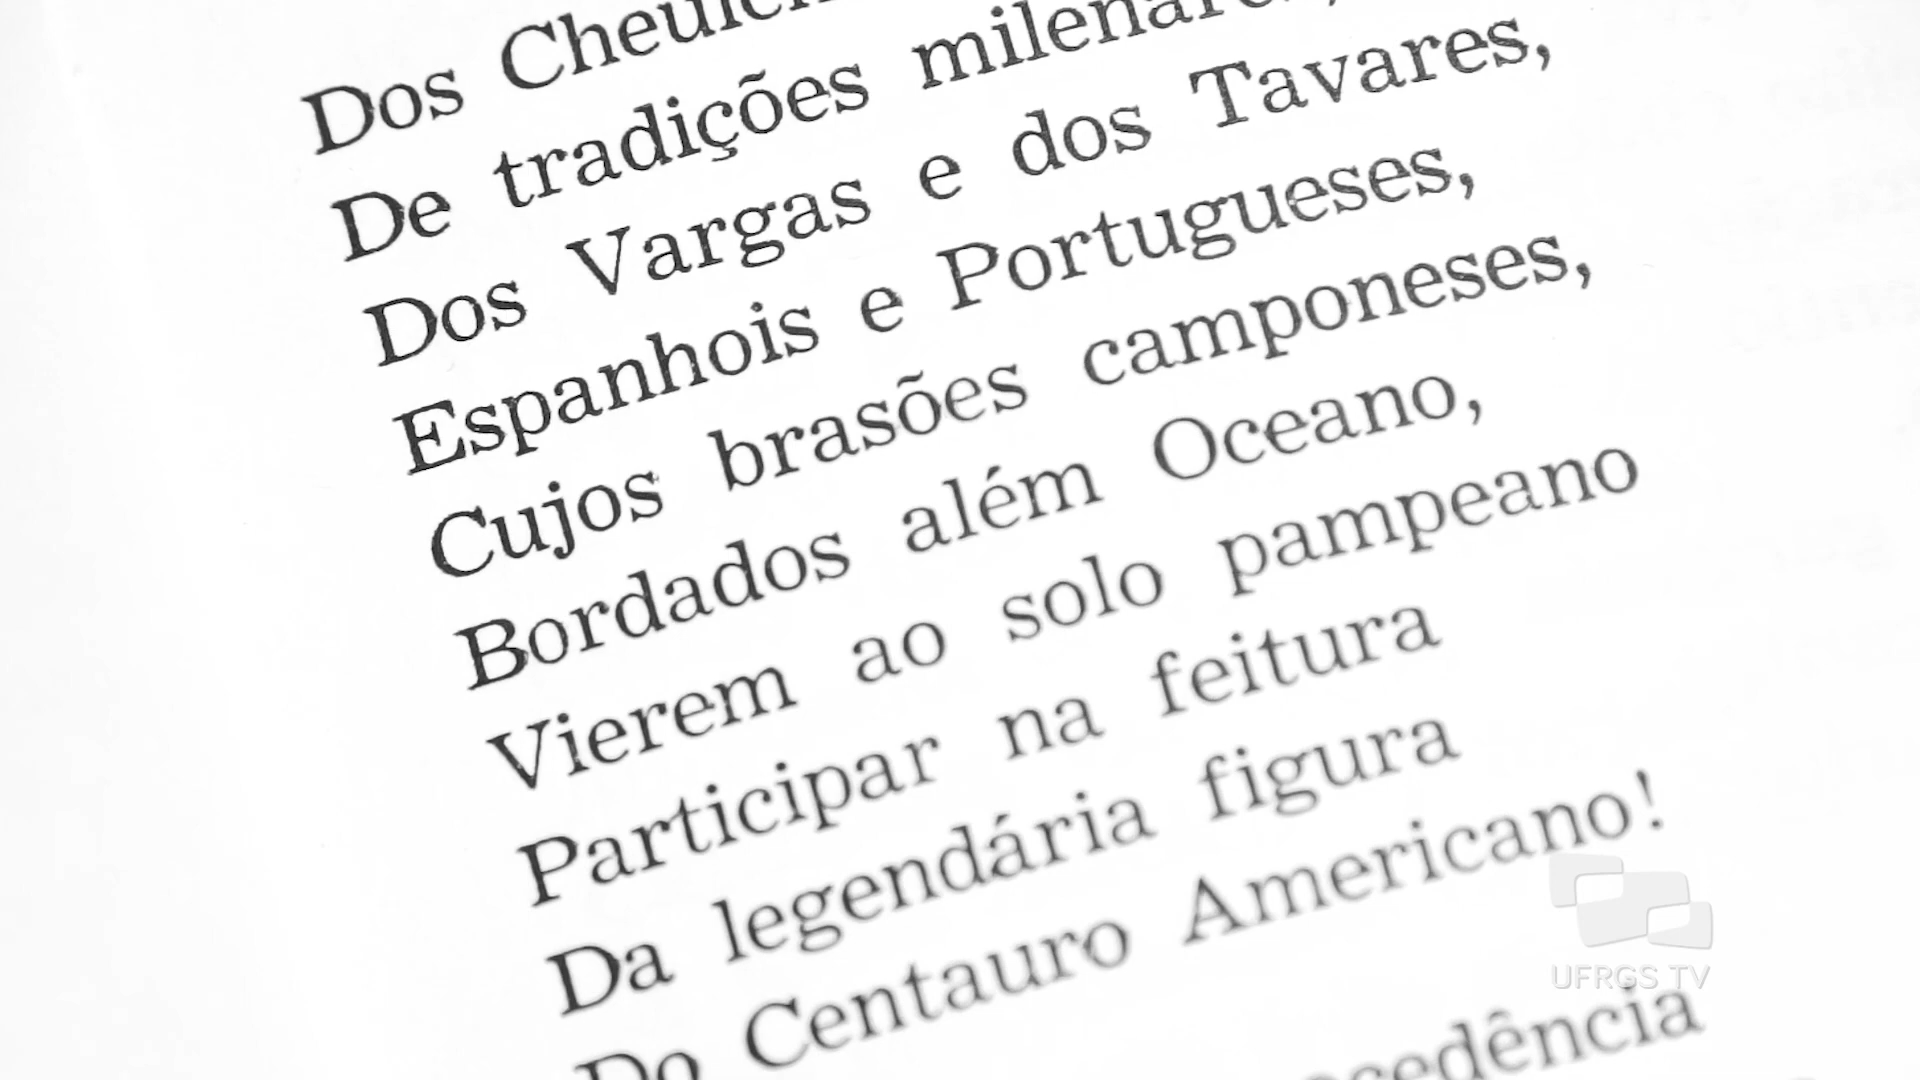 Dos
De tradições
Dos Vargas e dos Tavares,
Espanhois e Portugueses,
Cujos brasões camponeses,
Bordados além Oceano,
Vierem ao solo pampeano
Participar na feitura
Da legendária figura
Do Centauro Americano!
UFRGS TV